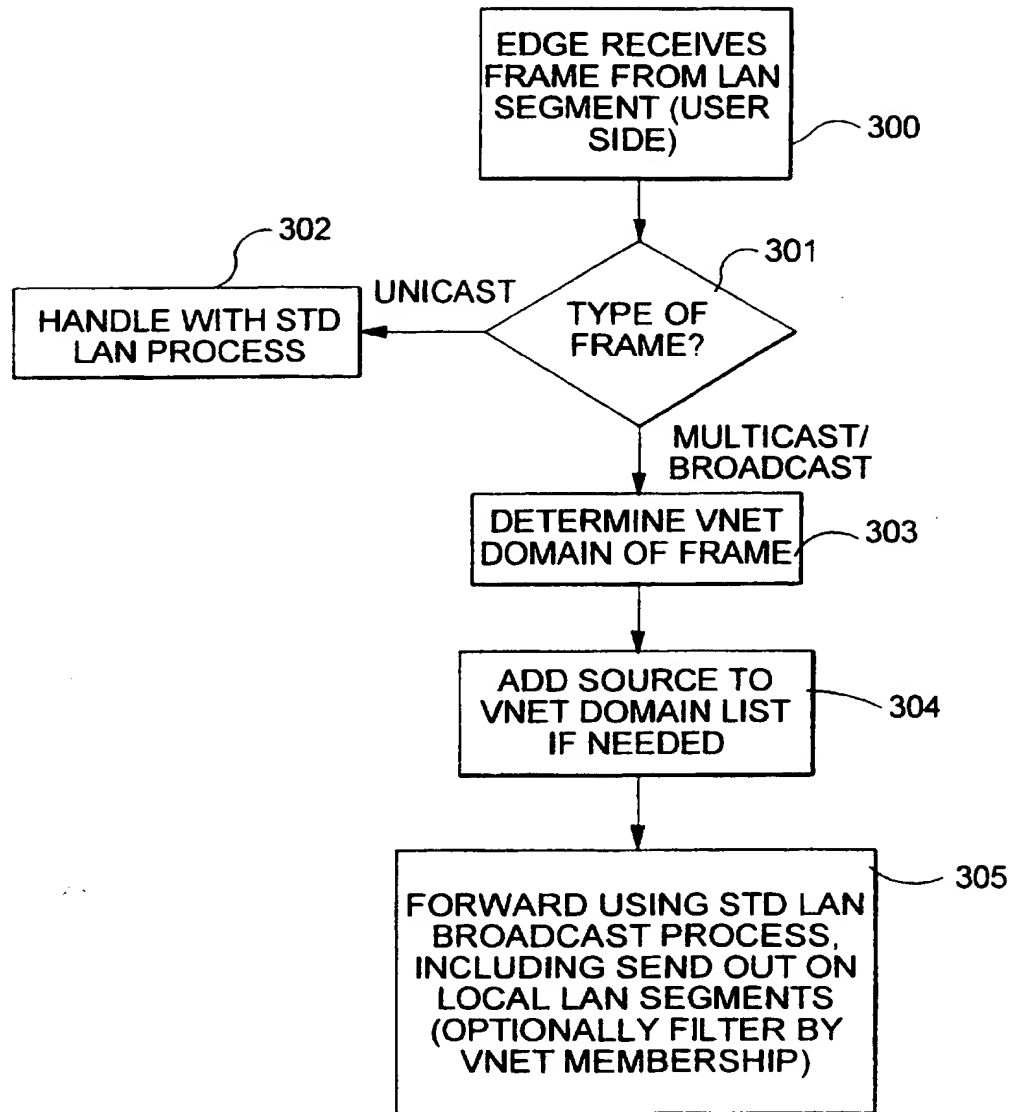 EDGE RECEIVES
FRAME FROM LAN
SEGMENT (USER
SIDE)
300
302
301
UNICAST
HANDLE WITH STD
LAN PROCESS
TYPE OF
FRAME?
MULTICAST/
BROADCAST
DETERMINE VNET
DOMAIN OF FRAME
303
ADD SOURCE TO
VNET DOMAIN LIST
IF NEEDED
304
305
FORWARD USING STD LAN
BROADCAST PROCESS,
INCLUDING SEND OUT ON
LOCAL LAN SEGMENTS
(OPTIONALLY FILTER BY
VNET MEMBERSHIP)